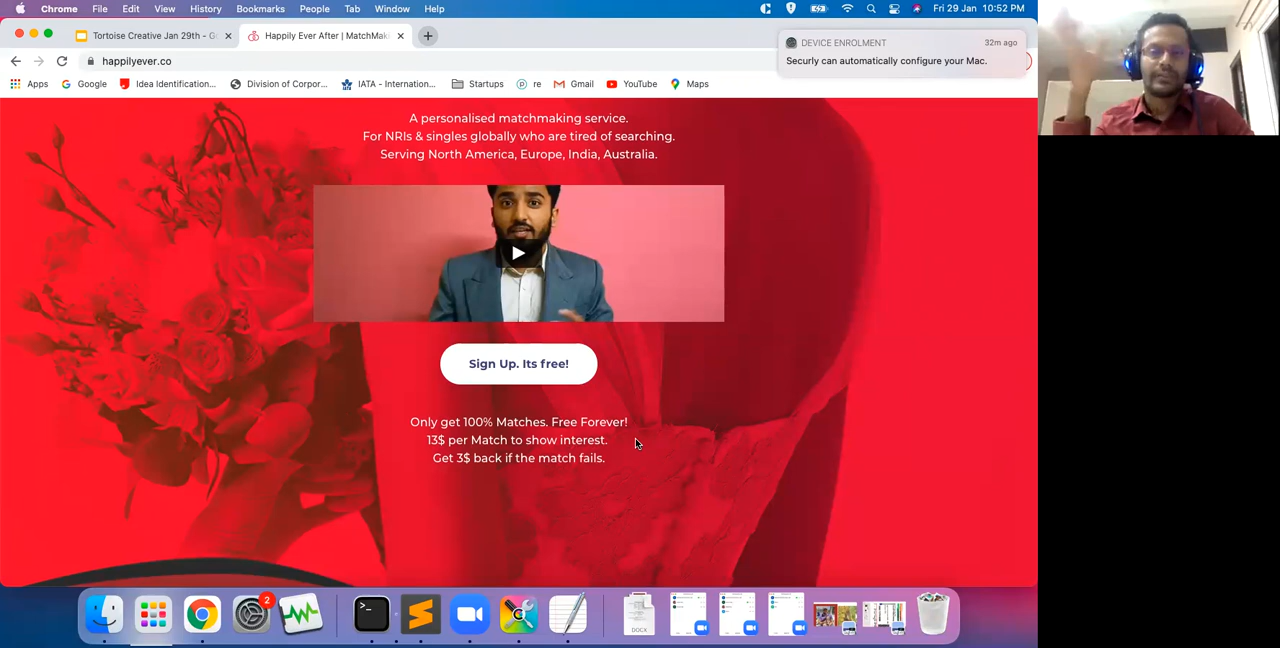 Chrome File Edit View History Bookmarks People Tab Window Help
Fri 29 Jan 10:52 PM
Tortoise Creative Jan 29th - Go
Happily Ever After | MatchMak
DEVICE ENROLMENT
32m ago
Securly can automatically configure your Mac.
happilyever.co
Apps Google Idea Identification... Division of Corpor... IATA - Internation... Startups re Gmail YouTube Maps
A personalised matchmaking service.
For NRIs & singles globally who are tired of searching.
Serving North America, Europe, India, Australia.
Sign Up. Its free!
Only get 100% Matches. Free Forever!
13$ per Match to show interest.
Get 3$ back if the match fails.
2
DOCX